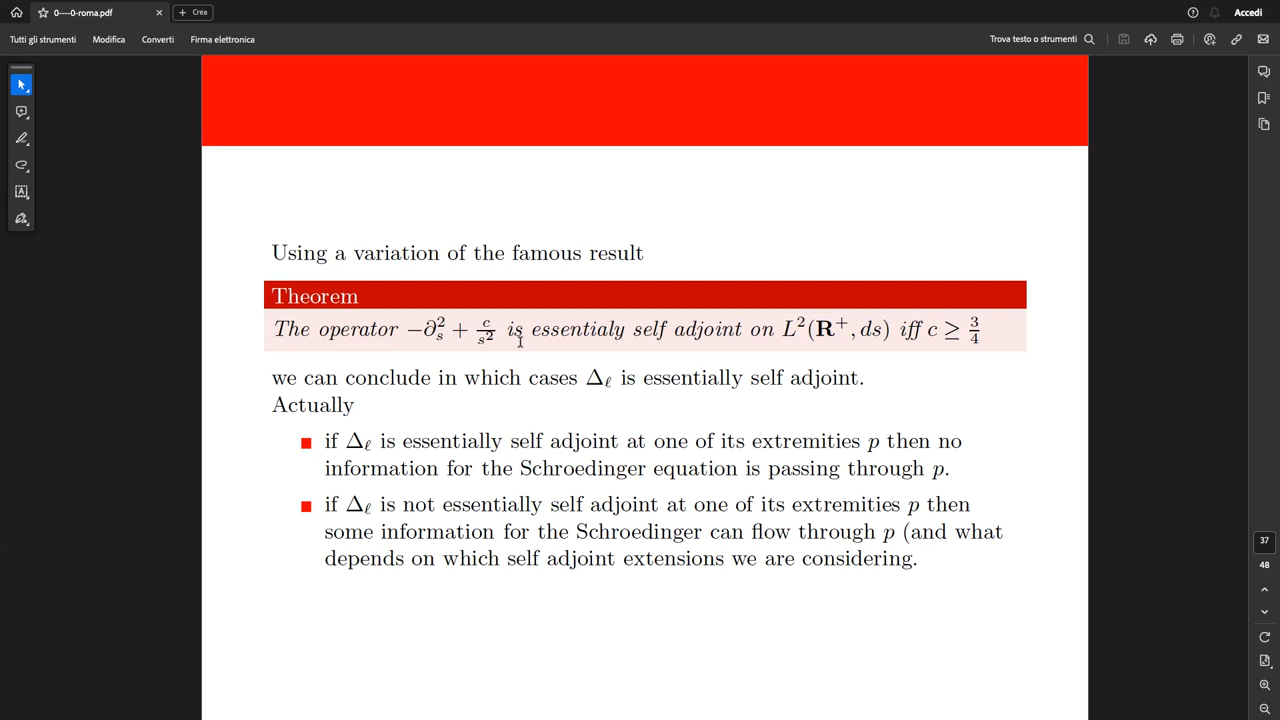 0----0-roma.pdf
Crea
Accedi
Tutti gli strumenti Modifica Converti Firma elettronica
Trova testo o strumenti
Using a variation of the famous result
Theorem
The operator −∂²ₛ + c/s² is essentialy self adjoint on L²(R⁺, ds) iff c ≥ 3/4
we can conclude in which cases Δℓ is essentially self adjoint.
Actually
if Δℓ is essentially self adjoint at one of its extremities p then no
information for the Schroedinger equation is passing through p.
if Δℓ is not essentially self adjoint at one of its extremities p then
some information for the Schroedinger can flow through p (and what
depends on which self adjoint extensions we are considering.
37
48